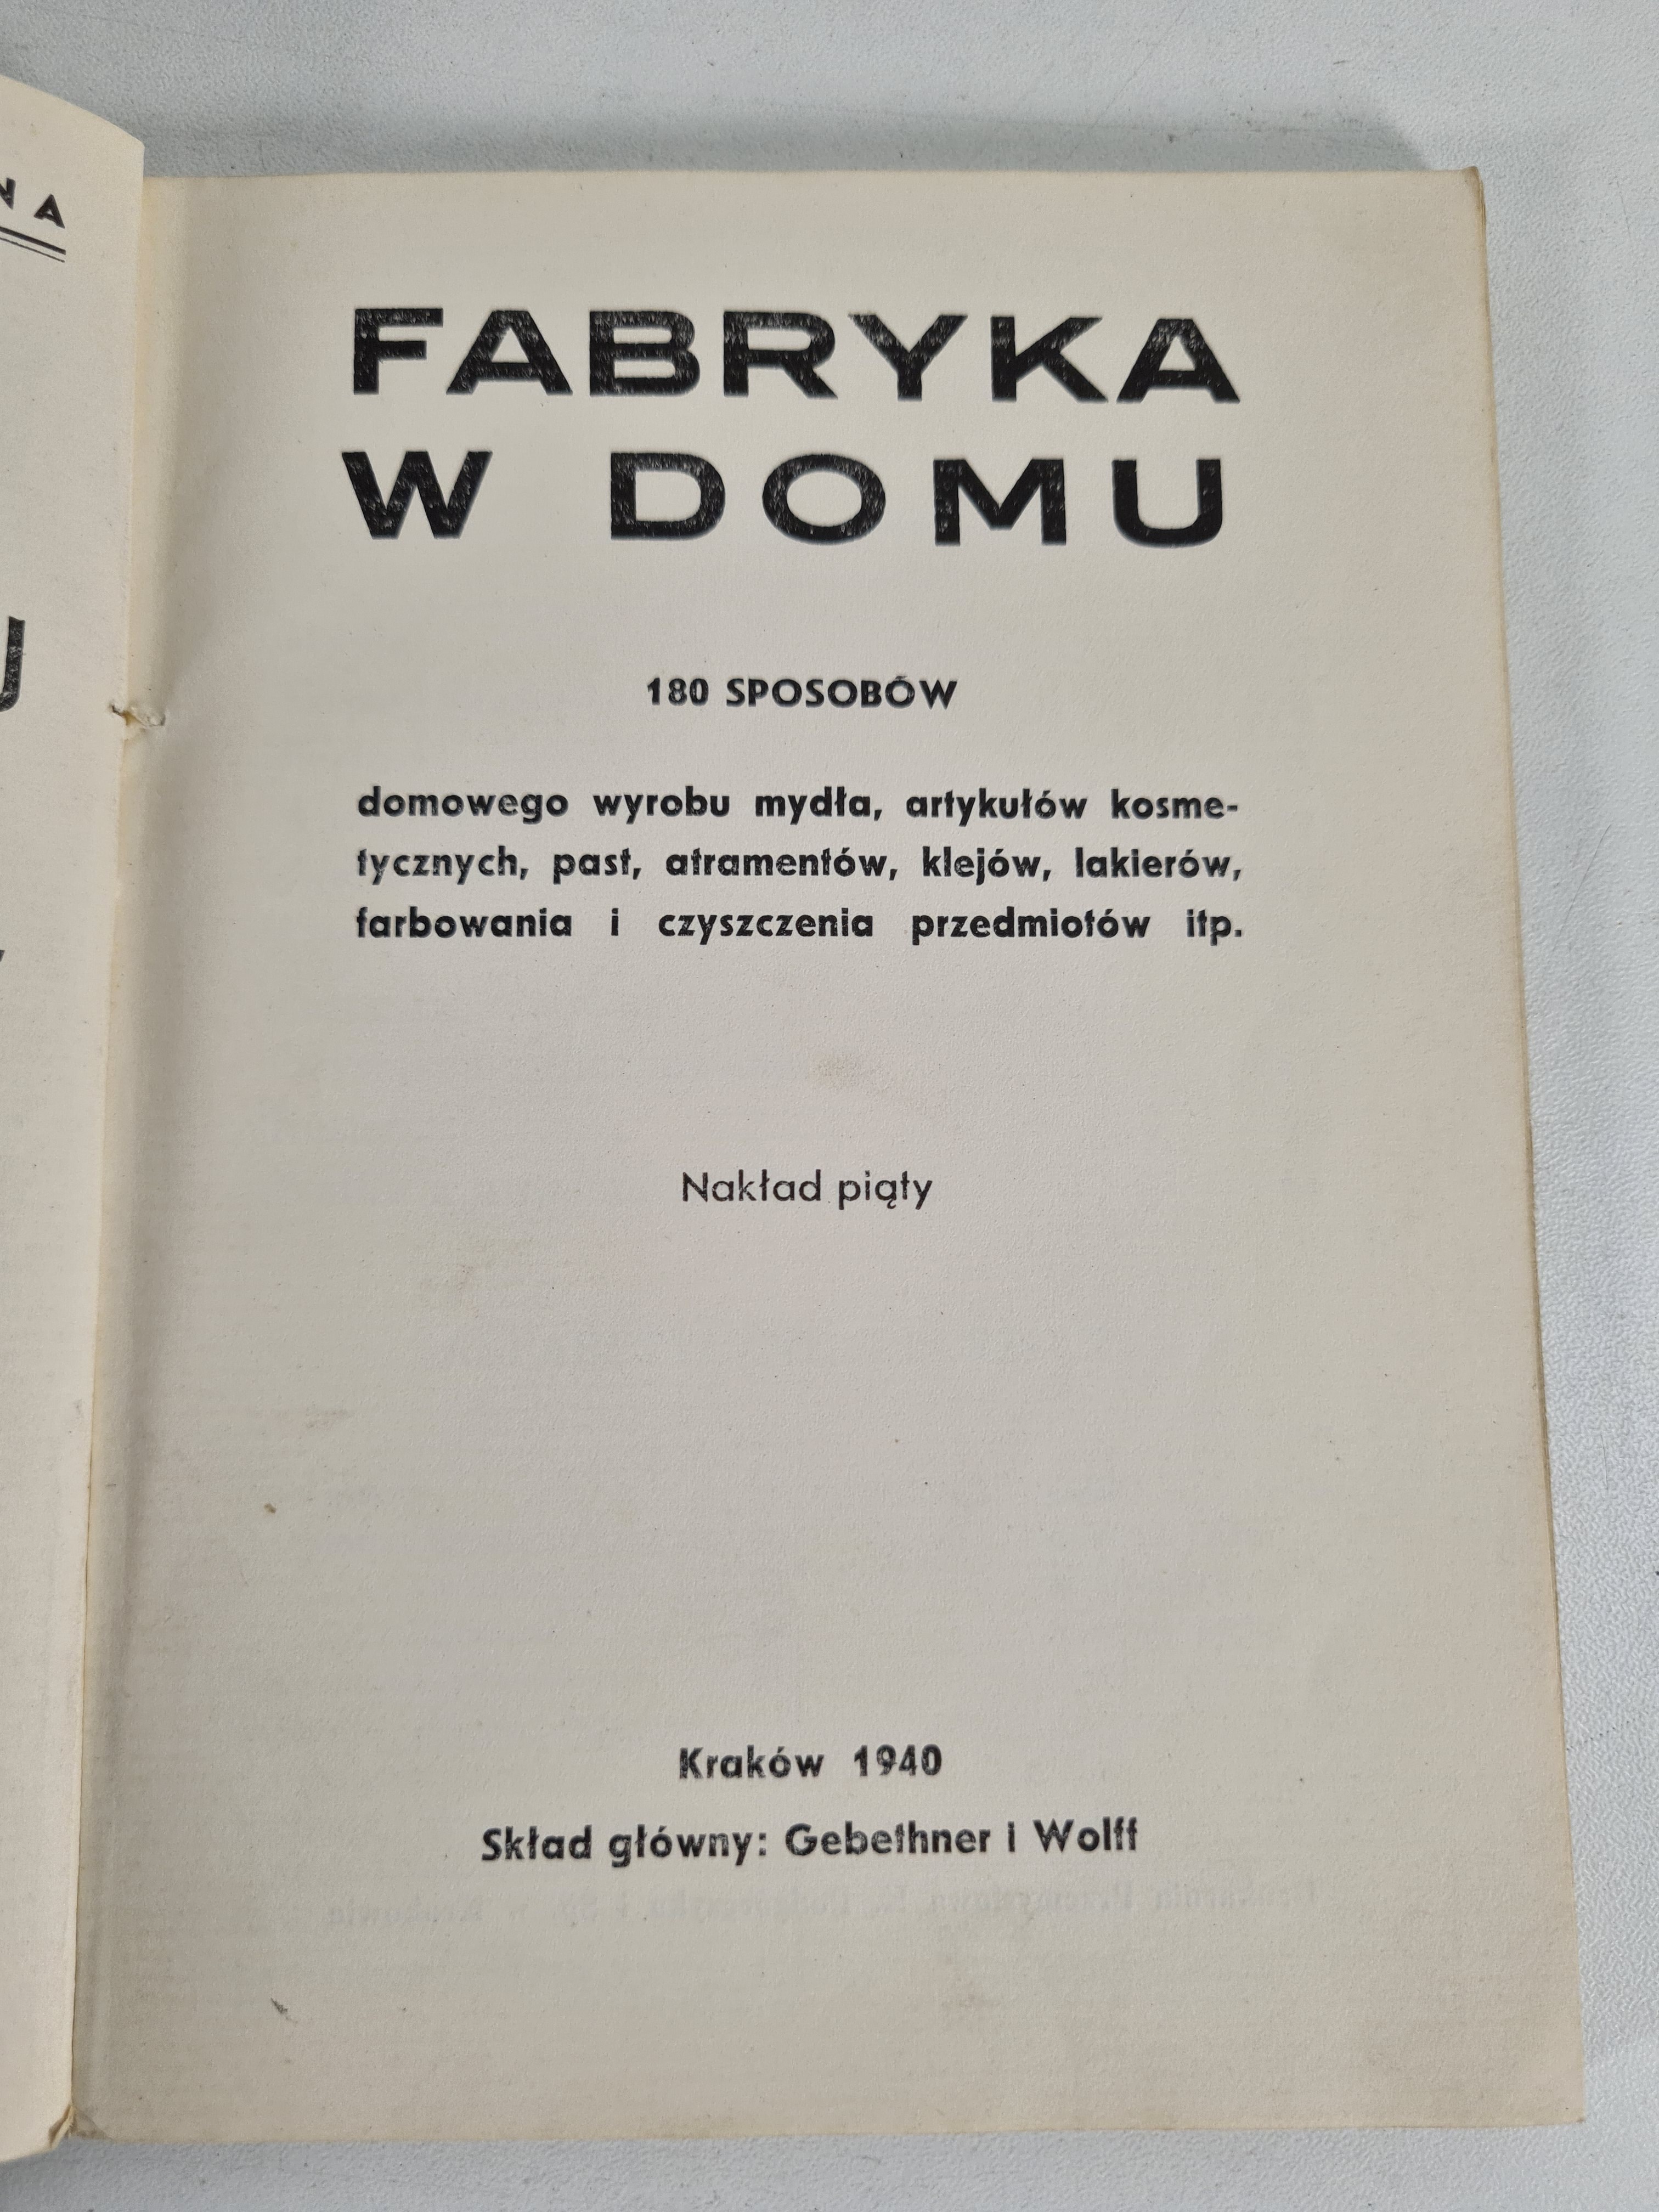 FABRYKA
W DOMU
180 SPOSOBÓW
domowego wyrobu mydła, artykułów kosme-
tycznych, past, atramentów, klejów, lakierów,
farbowania i czyszczenia przedmiotów itp.
Nakład piąty
Kraków 1940
Skład główny: Gebethner i Wolff